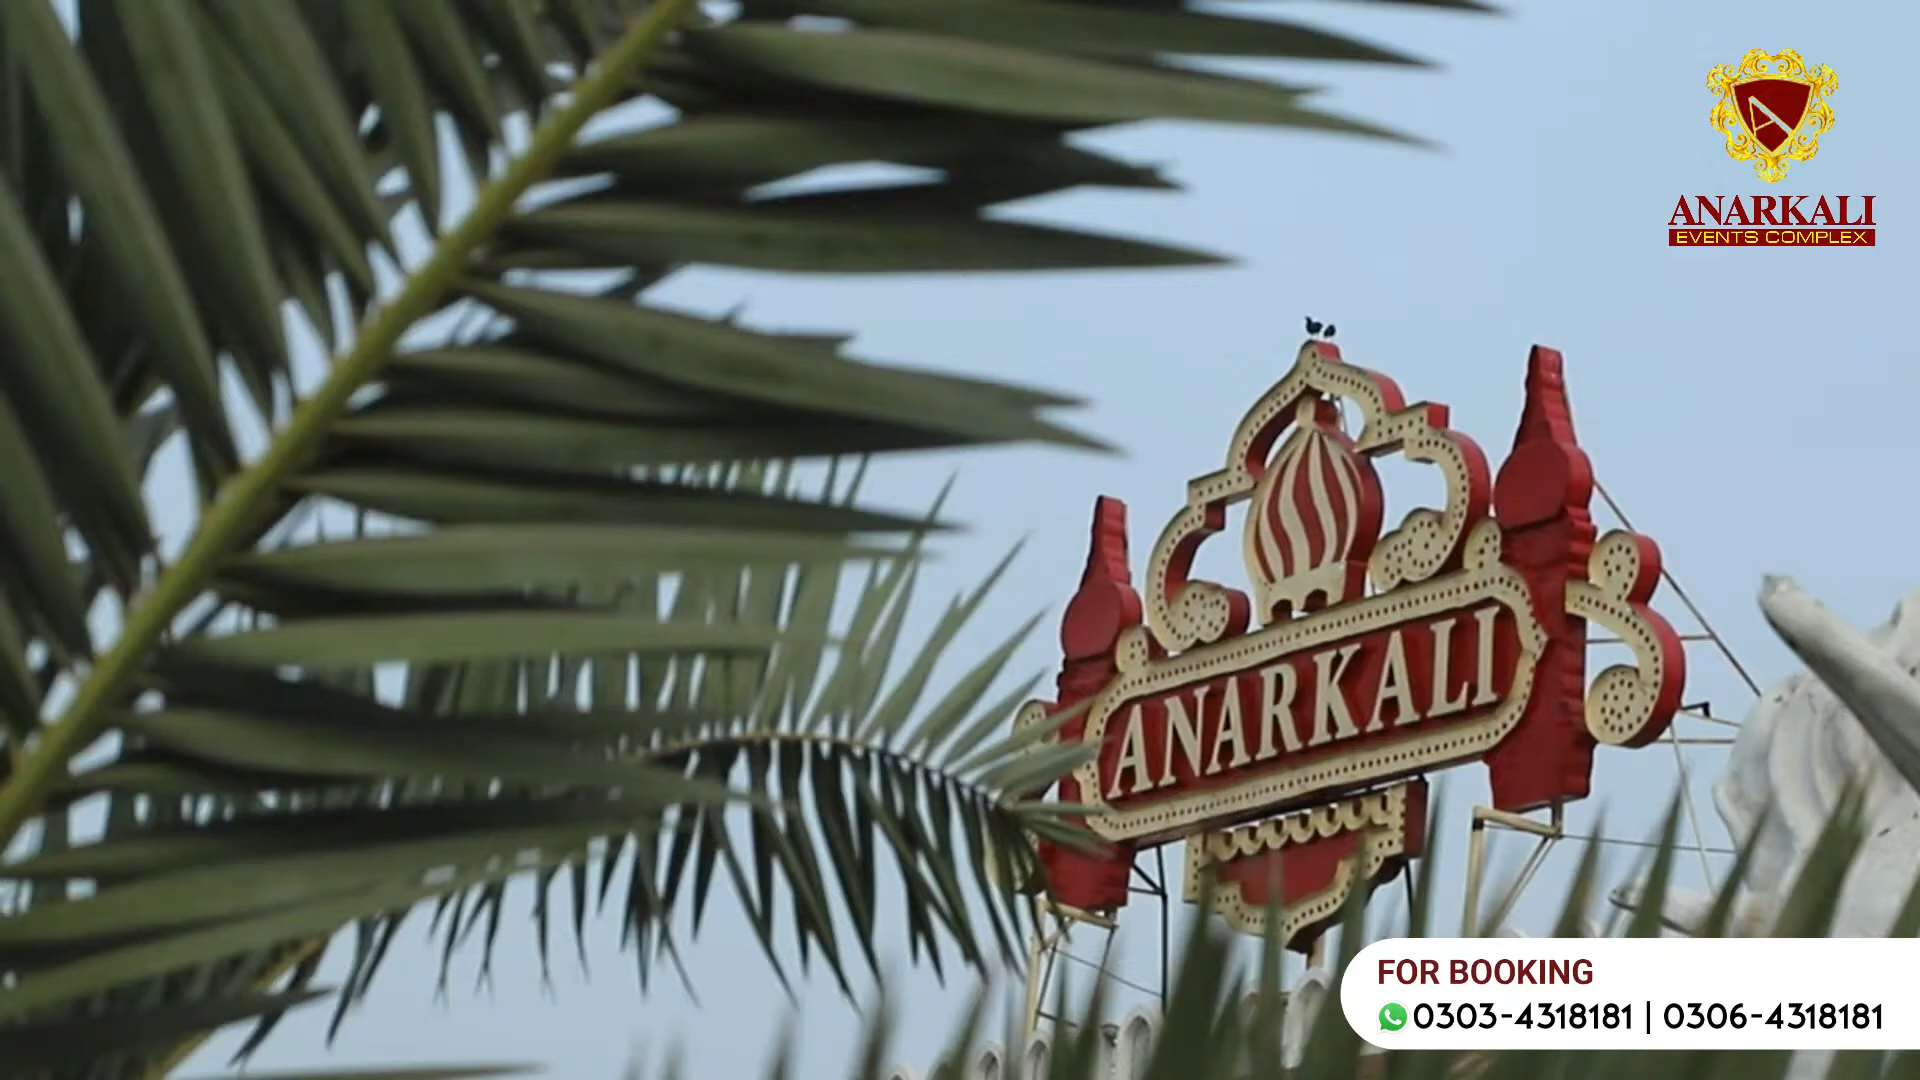 ANARKALI
EVENTS COMPLEX
ANARKALI
FOR BOOKING
0303-4318181 | 0306-4318181